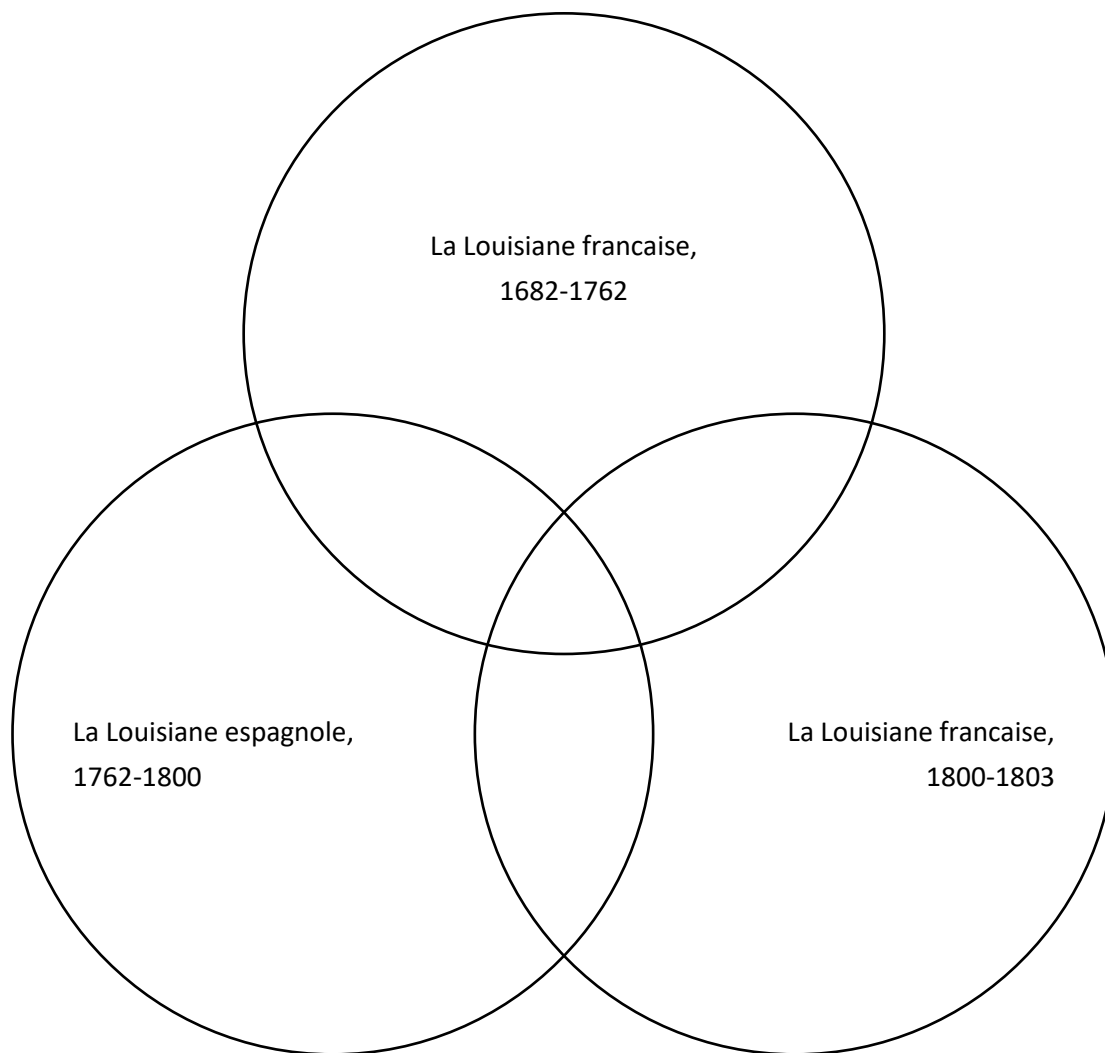 La Louisiane francaise,
1682-1762
La Louisiane espagnole,
1762-1800
La Louisiane francaise,
1800-1803